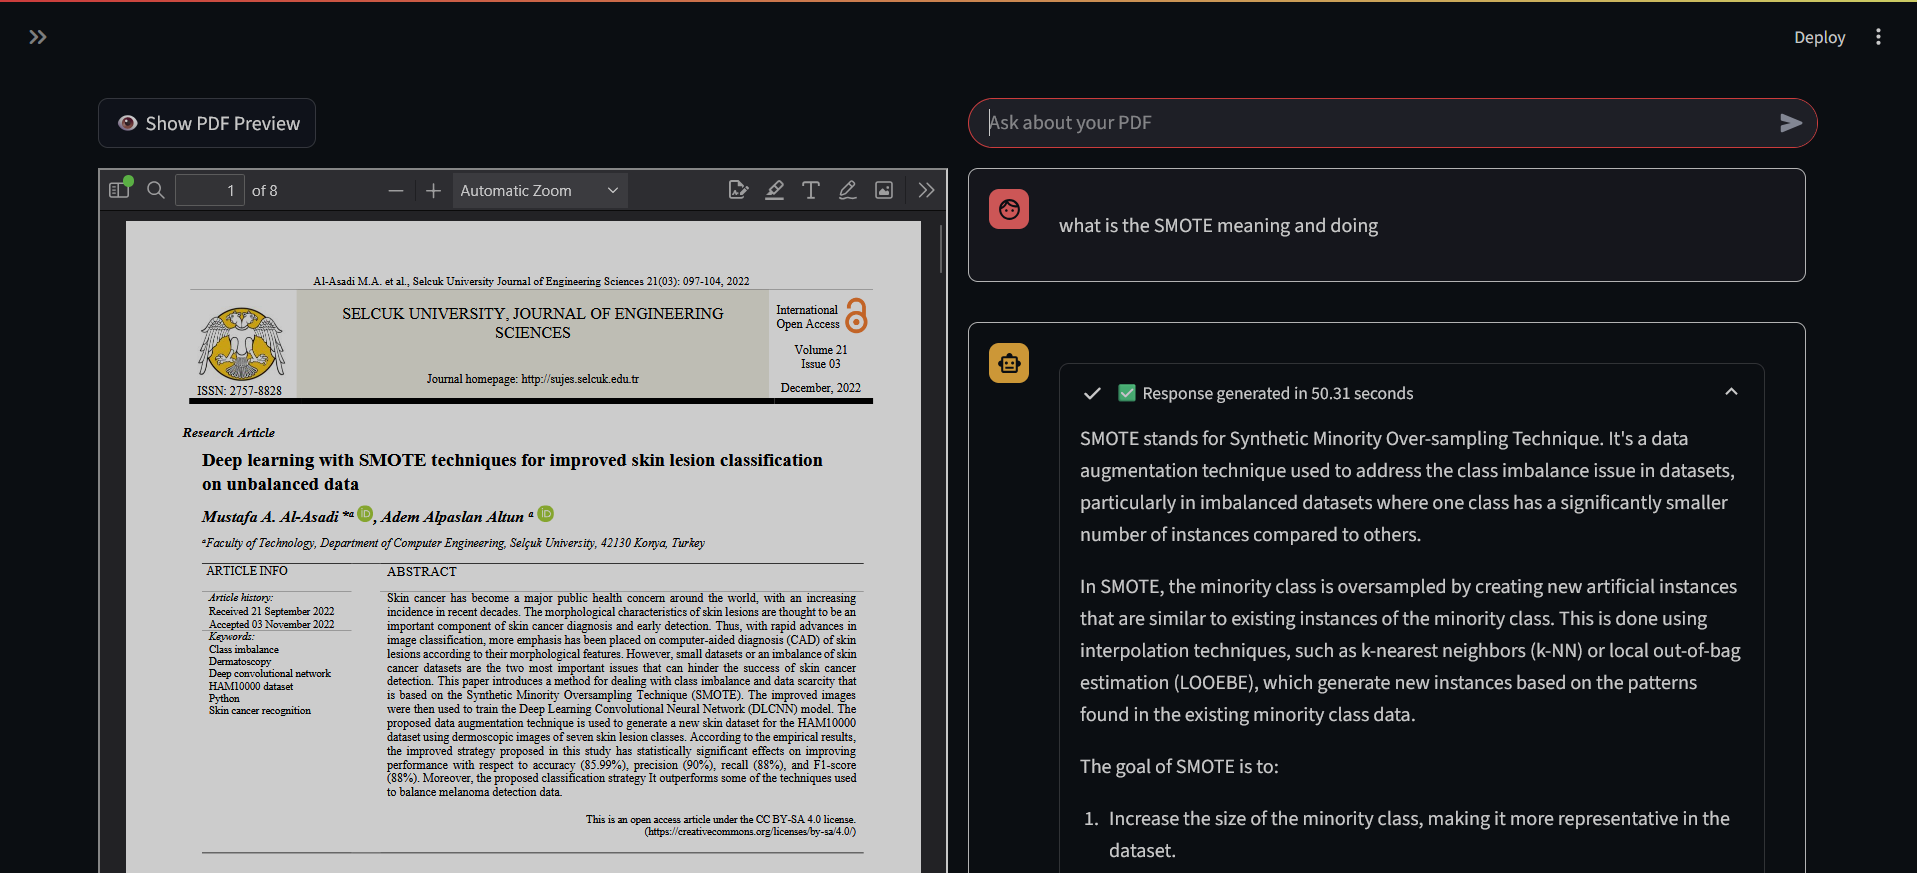 Deploy
Show PDF Preview
Ask about your PDF
1 of 8
Automatic Zoom
Al-Asadi M.A. et al., Selcuk University Journal of Engineering Sciences 21(03): 097-104, 2022
SELCUK UNIVERSITY, JOURNAL OF ENGINEERING
SCIENCES
Journal homepage: http://sujes.selcuk.edu.tr
ISSN: 2757-8828
International
Open Access
Volume 21
Issue 03
December, 2022
Research Article
Deep learning with SMOTE techniques for improved skin lesion classification
on unbalanced data
Mustafa A. Al-Asadi *a iD, Adem Alpaslan Altun a iD
aFaculty of Technology, Department of Computer Engineering, Selçuk University, 42130 Konya, Turkey
ARTICLE INFO
Article history:
Received 21 September 2022
Accepted 03 November 2022
Keywords:
Class imbalance
Dermatoscopy
Deep convolutional network
HAM10000 dataset
Python
Skin cancer recognition
ABSTRACT
Skin cancer has become a major public health concern around the world, with an increasing
incidence in recent decades. The morphological characteristics of skin lesions are thought to be an
important component of skin cancer diagnosis and early detection. Thus, with rapid advances in
image classification, more emphasis has been placed on computer-aided diagnosis (CAD) of skin
lesions according to their morphological features. However, small datasets or an imbalance of skin
cancer datasets are the two most important issues that can hinder the success of skin cancer
detection. This paper introduces a method for dealing with class imbalance and data scarcity that
is based on the Synthetic Minority Oversampling Technique (SMOTE). The improved images
were then used to train the Deep Learning Convolutional Neural Network (DLCNN) model. The
proposed data augmentation technique is used to generate a new skin dataset for the HAM10000
dataset using dermoscopic images of seven skin lesion classes. According to the empirical results,
the improved strategy proposed in this study has statistically significant effects on improving
performance with respect to accuracy (85.99%), precision (90%), recall (88%), and F1-score
(88%). Moreover, the proposed classification strategy It outperforms some of the techniques used
to balance melanoma detection data.
This is an open access article under the CC BY-SA 4.0 license.
(https://creativecommons.org/licenses/by-sa/4.0/)
what is the SMOTE meaning and doing
Response generated in 50.31 seconds
SMOTE stands for Synthetic Minority Over-sampling Technique. It's a data
augmentation technique used to address the class imbalance issue in datasets,
particularly in imbalanced datasets where one class has a significantly smaller
number of instances compared to others.
In SMOTE, the minority class is oversampled by creating new artificial instances
that are similar to existing instances of the minority class. This is done using
interpolation techniques, such as k-nearest neighbors (k-NN) or local out-of-bag
estimation (LOOEBE), which generate new instances based on the patterns
found in the existing minority class data.
The goal of SMOTE is to:
1. Increase the size of the minority class, making it more representative in the
dataset.